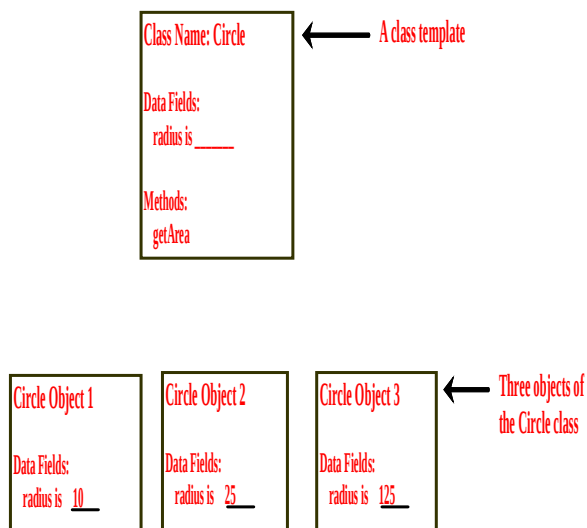 Class Name: Circle
A class template
Data Fields:
radius is _______
Methods:
getArea
Circle Object 1
Data Fields:
radius is 10
Circle Object 2
Data Fields:
radius is 25
Circle Object 3
Data Fields:
radius is 125
Three objects of
the Circle class